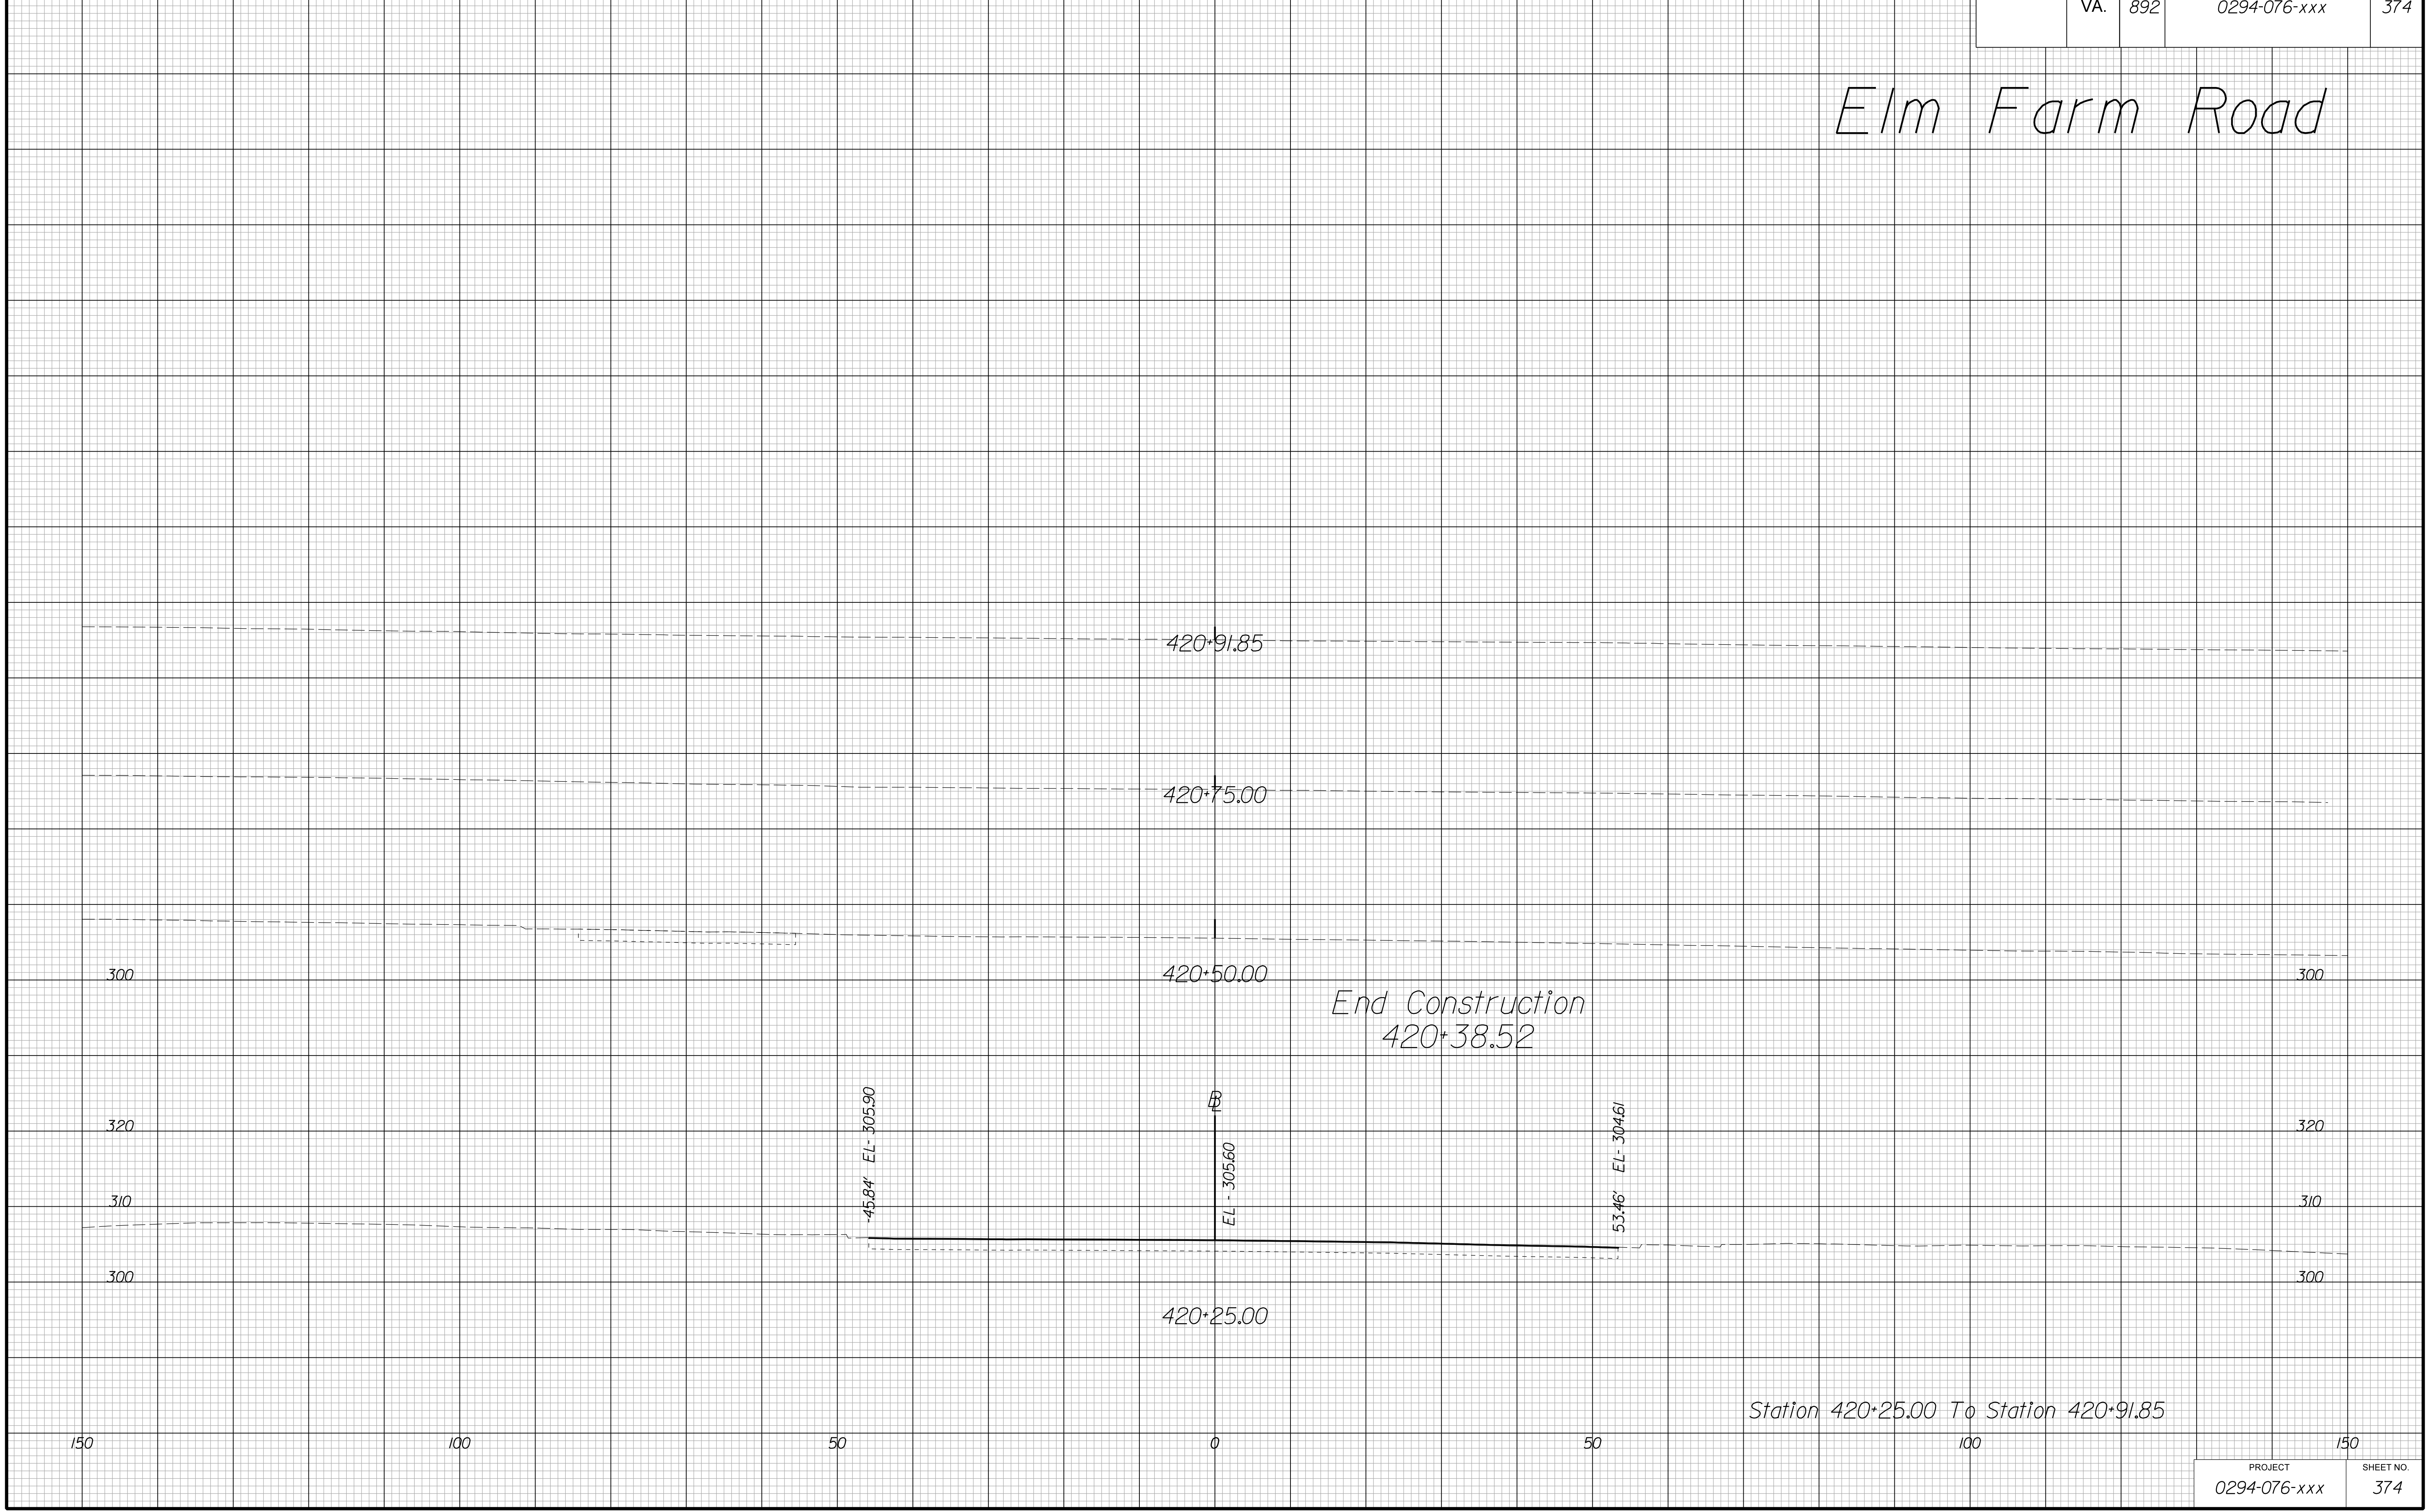 VA. 892 0294-076-xxx 374
Elm Farm Road
420+91.85
420+75.00
300 420+50.00 300
End Construction
420+38.52
-45.84' EL- 305.90
BL
EL - 305.60
53.46' EL- 304.61
320 320
310 310
300 300
420+25.00
Station 420+25.00 To Station 420+91.85
150 100 50 0 50 100 150
PROJECT SHEET NO.
0294-076-xxx 374